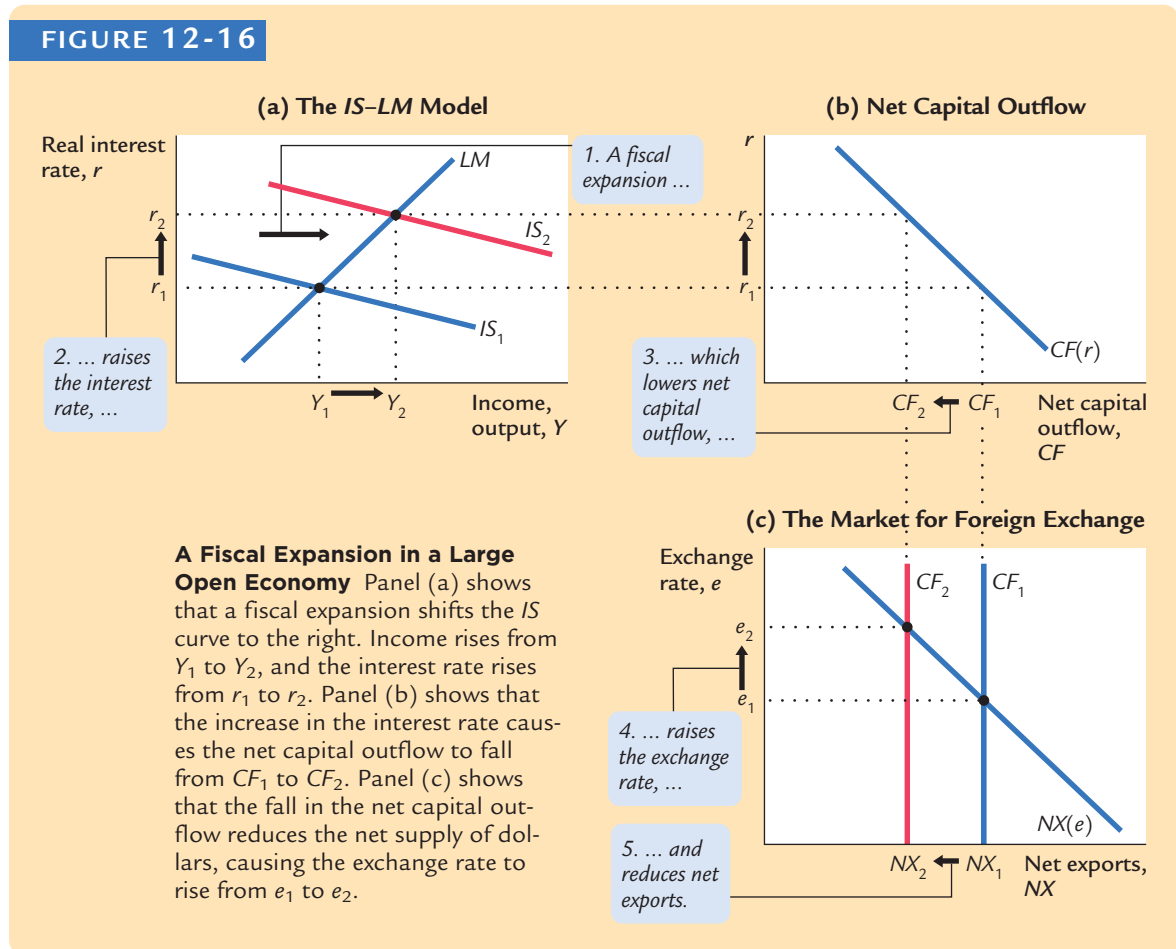 FIGURE 12-16
(a) The IS–LM Model
Real interest
rate, r
LM
1. A fiscal
expansion ...
r2
IS2
r1
IS1
2. ... raises
the interest
rate, ...
Y1
Y2
Income,
output, Y
(b) Net Capital Outflow
r
r2
r1
3. ... which
lowers net
capital
outflow, ...
CF(r)
CF2
CF1
Net capital
outflow,
CF
A Fiscal Expansion in a Large
Open Economy Panel (a) shows
that a fiscal expansion shifts the IS
curve to the right. Income rises from
Y1 to Y2, and the interest rate rises
from r1 to r2. Panel (b) shows that
the increase in the interest rate caus-
es the net capital outflow to fall
from CF1 to CF2. Panel (c) shows
that the fall in the net capital out-
flow reduces the net supply of dol-
lars, causing the exchange rate to
rise from e1 to e2.
(c) The Market for Foreign Exchange
Exchange
rate, e
CF2
CF1
e2
e1
4. ... raises
the exchange
rate, ...
NX(e)
5. ... and
reduces net
exports.
NX2
NX1
Net exports,
NX